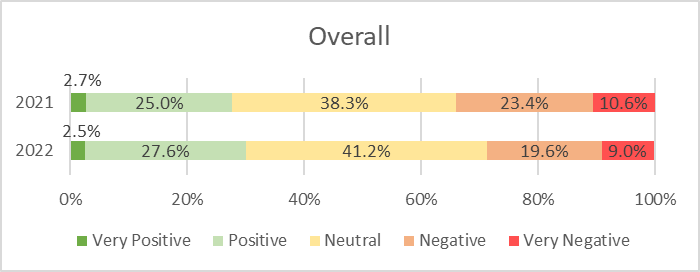 Overall
2.7%
2021 25.0% 38.3% 23.4% 10.6%
2.5%
2022 27.6% 41.2% 19.6% 9.0%
0% 20% 40% 60% 80% 100%
Very Positive Positive Neutral Negative Very Negative